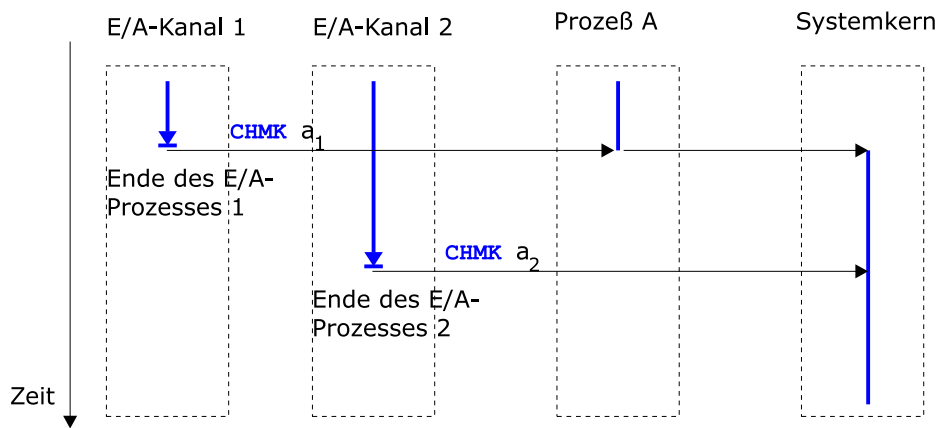 E/A-Kanal 1
E/A-Kanal 2
Prozeß A
Systemkern
CHMK a1
Ende des E/A-
Prozesses 1
CHMK a2
Ende des E/A-
Prozesses 2
Zeit